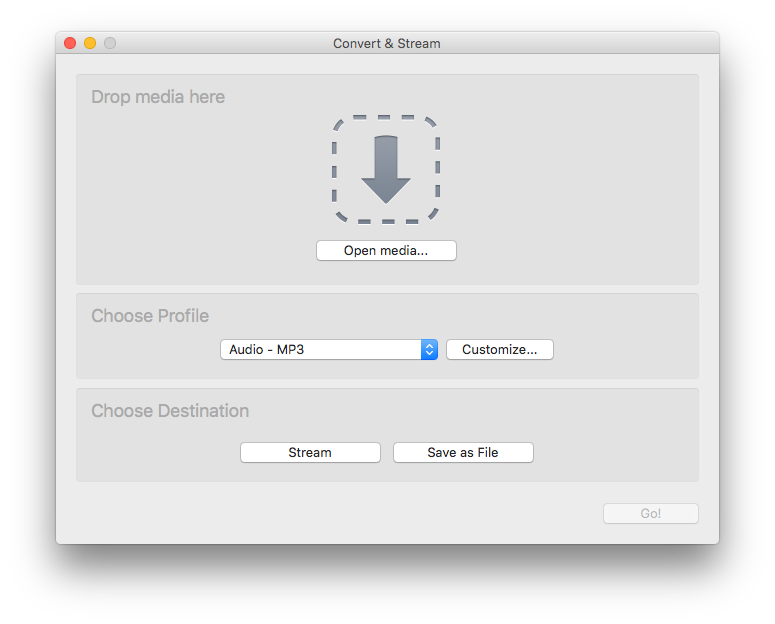 Convert & Stream
Drop media here
Open media...
Choose Profile
Audio - MP3
Customize...
Choose Destination
Stream
Save as File
Go!